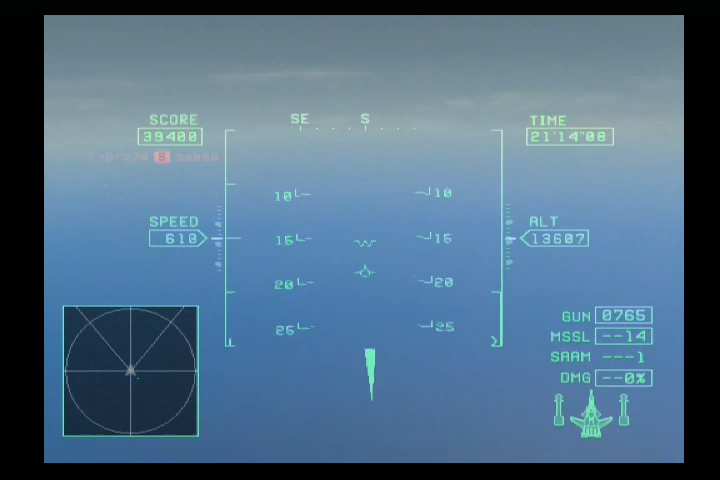 SCORE
39400
S 30000
SE S
TIME
21'14"08
10 10
SPEED
610
15 15
ALT
13607
20 20
25 25
GUN 0765
MSSL --14
SAAM ---1
DMG --0%